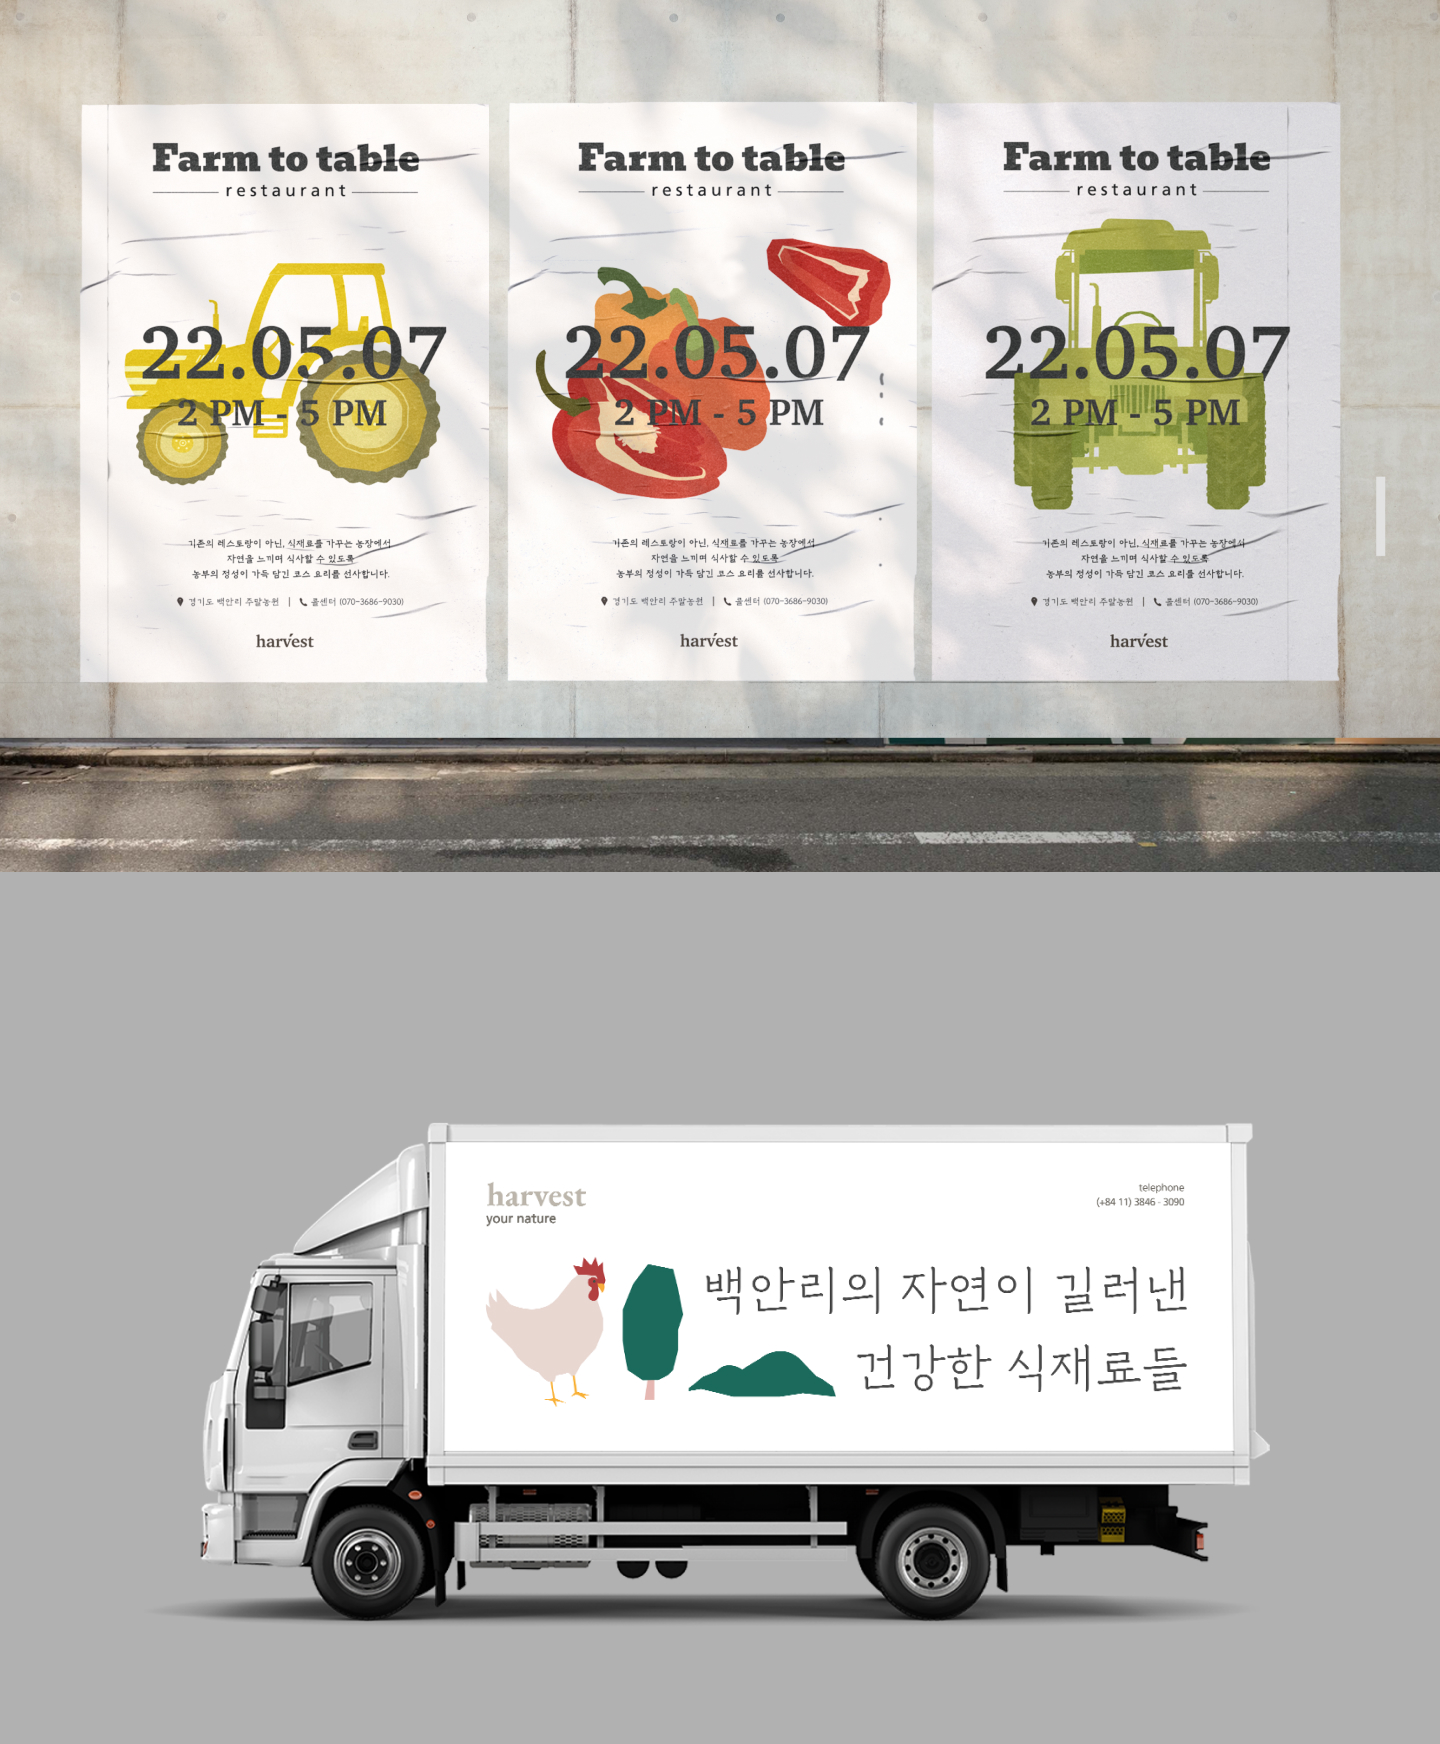 Farm to table
restaurant
22.05.07
2 PM - 5 PM
기존의 레스토랑이 아닌, 식재료를 가꾸는 농장에서
자연을 느끼며 식사할 수 있도록
농부의 정성이 가득 담긴 코스 요리를 선사합니다.
경기도 백안리 주말농원 | 콜센터 (070-3686-9030)
harvest
Farm to table
restaurant
22.05.07
2 PM - 5 PM
기존의 레스토랑이 아닌, 식재료를 가꾸는 농장에서
자연을 느끼며 식사할 수 있도록
농부의 정성이 가득 담긴 코스 요리를 선사합니다.
경기도 백안리 주말농원 | 콜센터 (070-3686-9030)
harvest
Farm to table
restaurant
22.05.07
2 PM - 5 PM
기존의 레스토랑이 아닌, 식재료를 가꾸는 농장에서
자연을 느끼며 식사할 수 있도록
농부의 정성이 가득 담긴 코스 요리를 선사합니다.
경기도 백안리 주말농원 | 콜센터 (070-3686-9030)
harvest
harvest
your nature
telephone
(+84 11) 3846 - 3090
백안리의 자연이 길러낸
건강한 식재료들